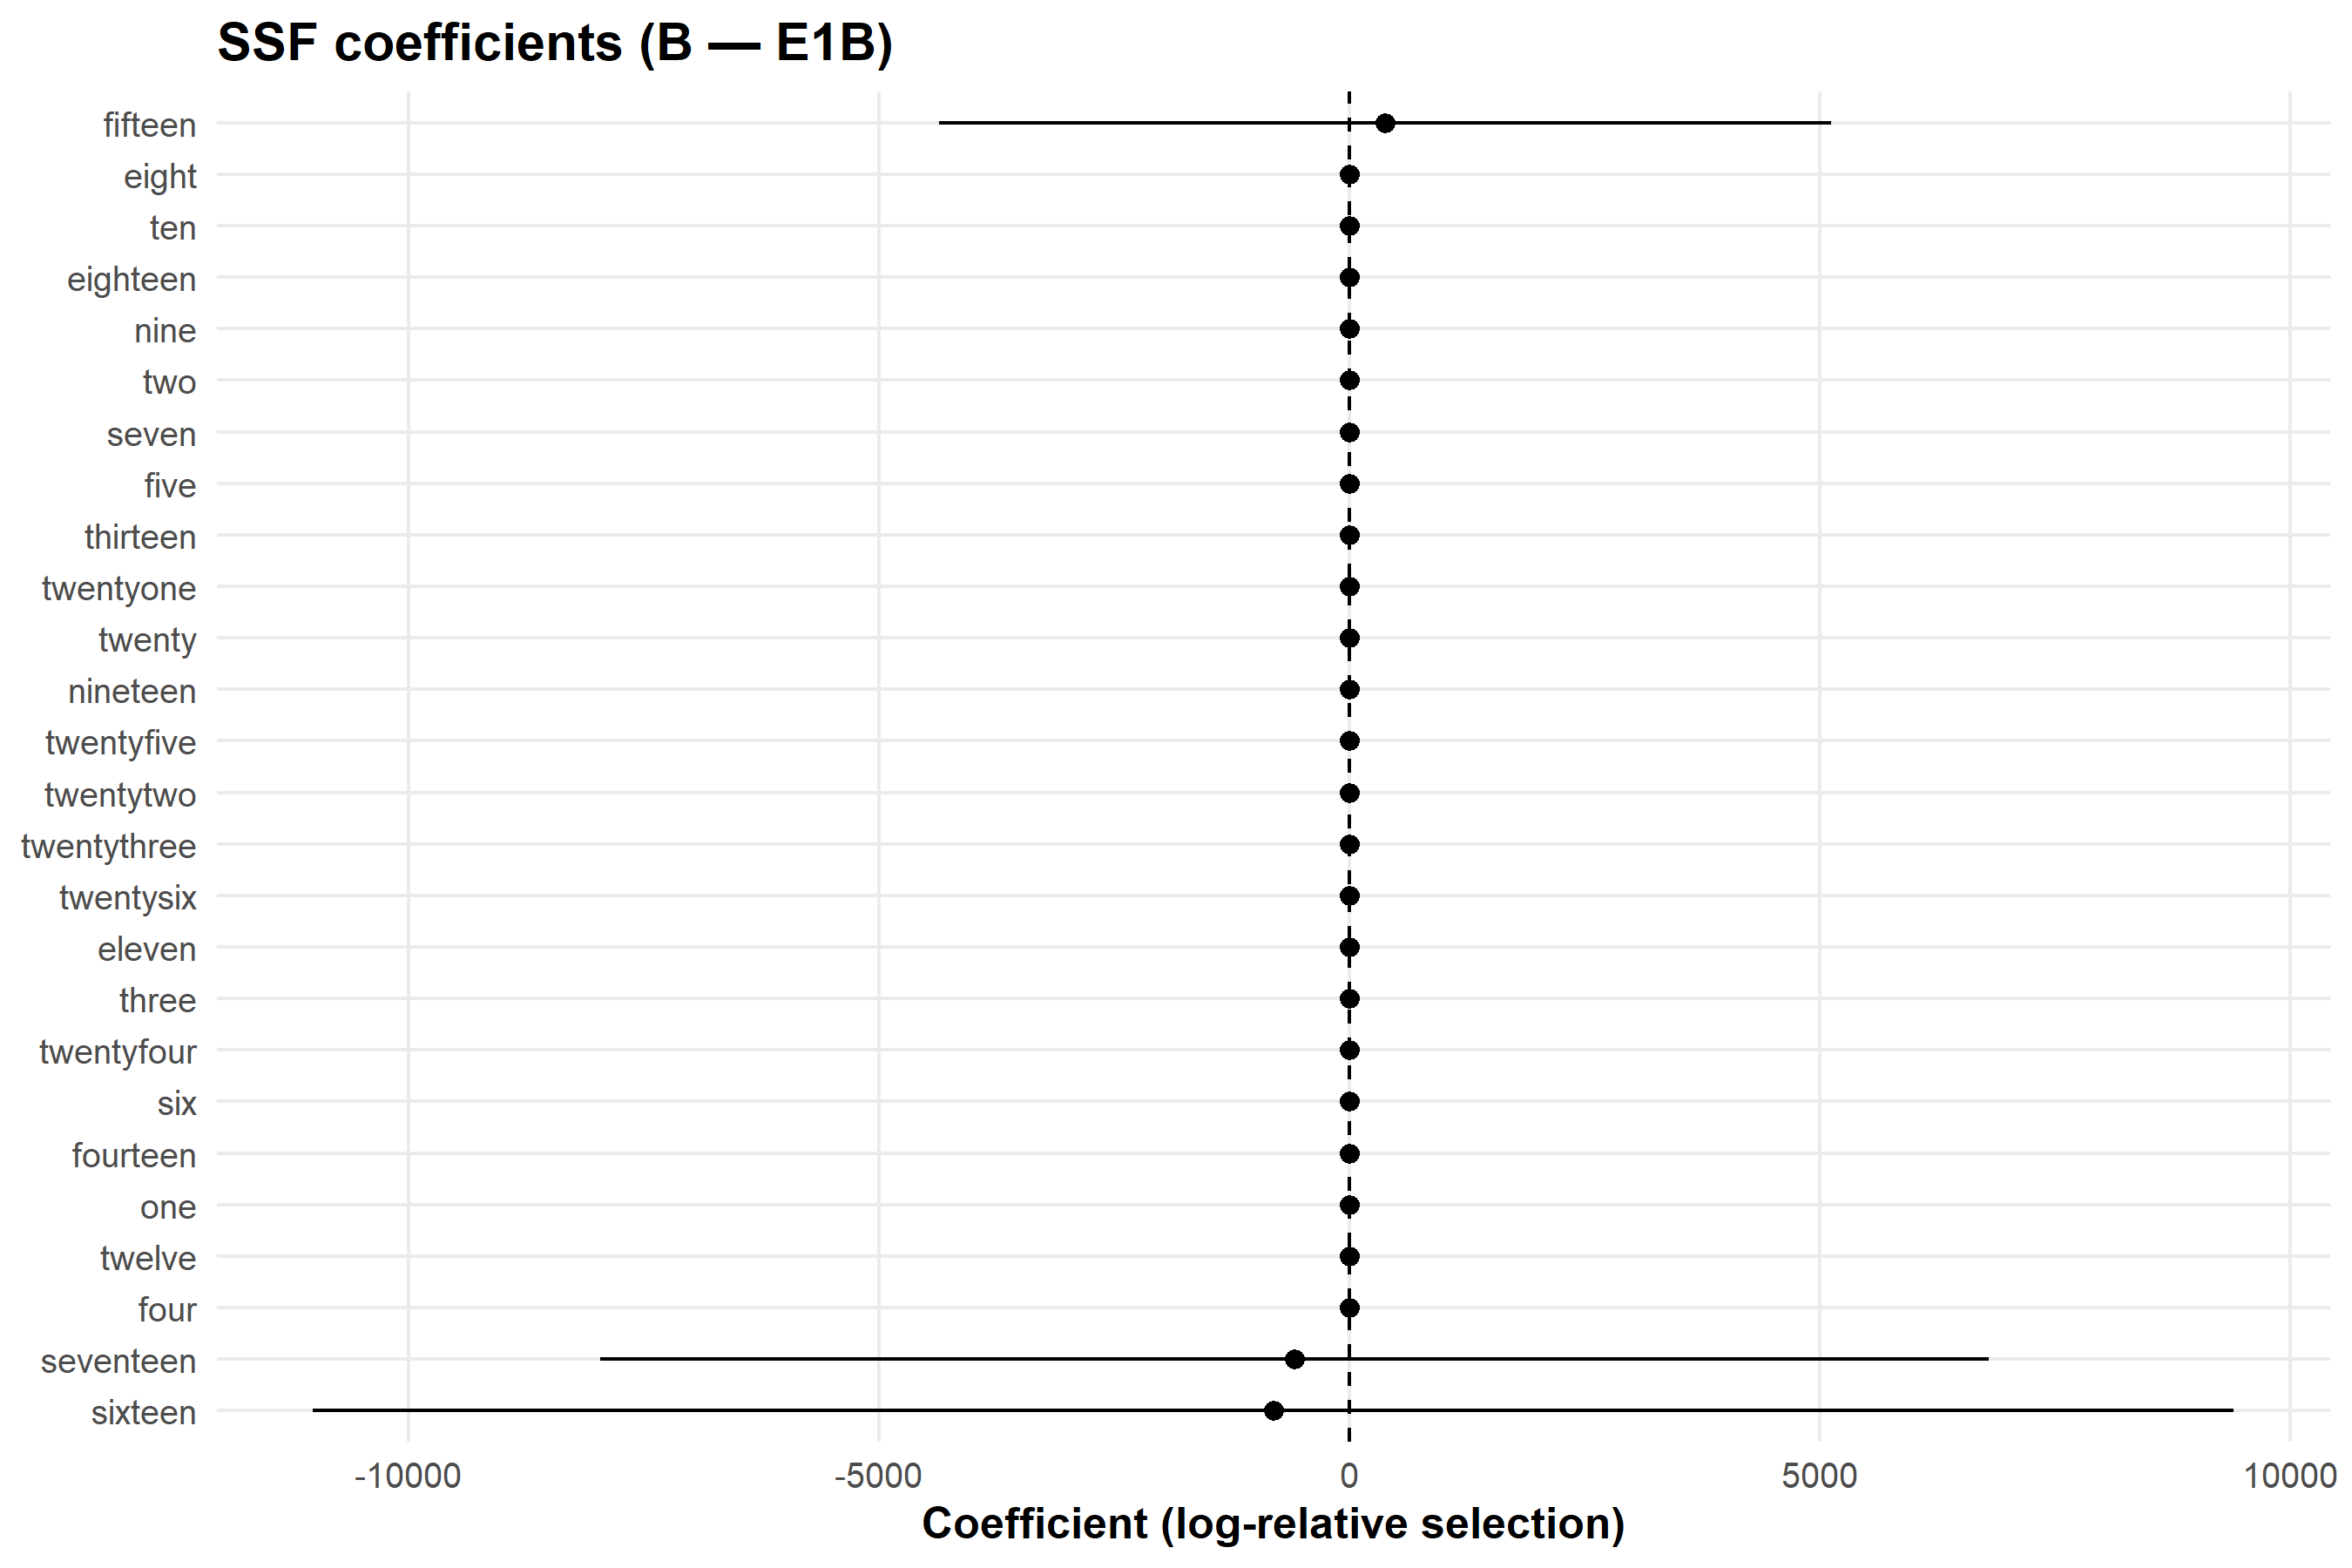 SSF coefficients (B — E1B)
fifteen
eight
ten
eighteen
nine
two
seven
five
thirteen
twentyone
twenty
nineteen
twentyfive
twentytwo
twentythree
twentysix
eleven
three
twentyfour
six
fourteen
one
twelve
four
seventeen
sixteen
-10000 -5000 0 5000 10000
Coefficient (log-relative selection)